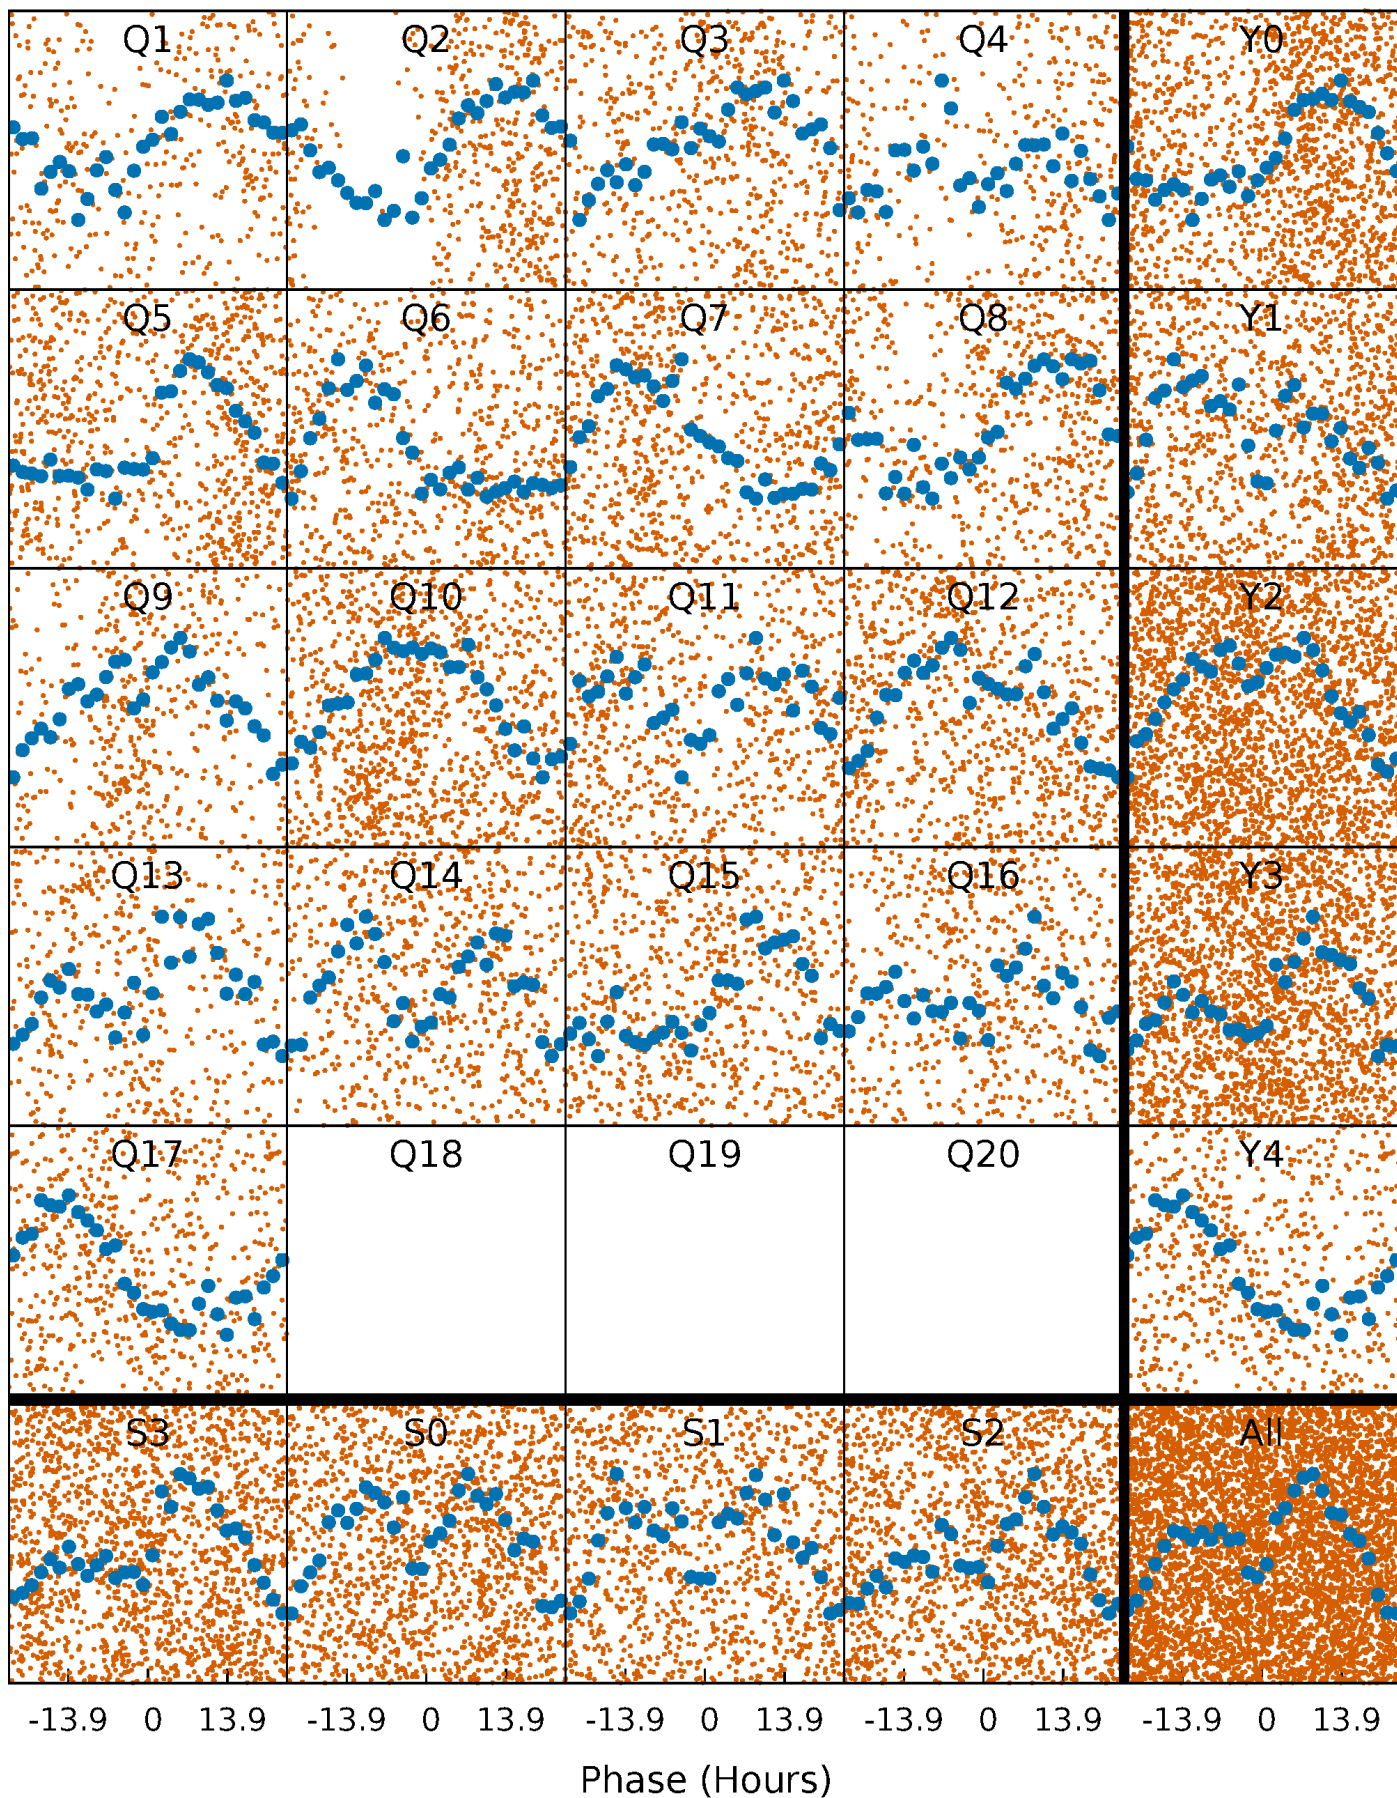 Q1 Q2 Q3 Q4 Y0
Q5 Q6 Q7 Q8 Y1
Q9 Q10 Q11 Q12 Y2
Q13 Q14 Q15 Q16 Y3
Q17 Q18 Q19 Q20 Y4
S3 S0 S1 S2 All
-13.9 0 13.9 -13.9 0 13.9 -13.9 0 13.9 -13.9 0 13.9 -13.9 0 13.9
Phase (Hours)